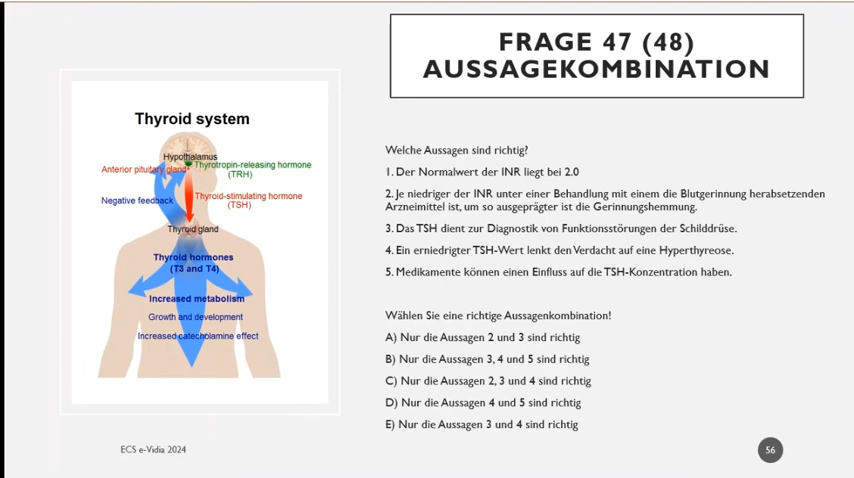 FRAGE 47 (48)
AUSSAGEKOMBINATION
Thyroid system
Hypothalamus
Anterior pituitary gland
Thyrotropin-releasing hormone
(TRH)
Negative feedback
Thyroid-stimulating hormone
(TSH)
Thyroid gland
Thyroid hormones
(T3 and T4)
Increased metabolism
Growth and development
Increased catecholamine effect
Welche Aussagen sind richtig?
1. Der Normalwert der INR liegt bei 2.0
2. Je niedriger der INR unter einer Behandlung mit einem die Blutgerinnung herabsetzenden
Arzneimittel ist, um so ausgeprägter ist die Gerinnungshemmung.
3. Das TSH dient zur Diagnostik von Funktionsstörungen der Schilddrüse.
4. Ein erniedrigter TSH-Wert lenkt den Verdacht auf eine Hyperthyreose.
5. Medikamente können einen Einfluss auf die TSH-Konzentration haben.
Wählen Sie eine richtige Aussagenkombination!
A) Nur die Aussagen 2 und 3 sind richtig
B) Nur die Aussagen 3, 4 und 5 sind richtig
C) Nur die Aussagen 2, 3 und 4 sind richtig
D) Nur die Aussagen 4 und 5 sind richtig
E) Nur die Aussagen 3 und 4 sind richtig
ECS e-Vidia 2024
56